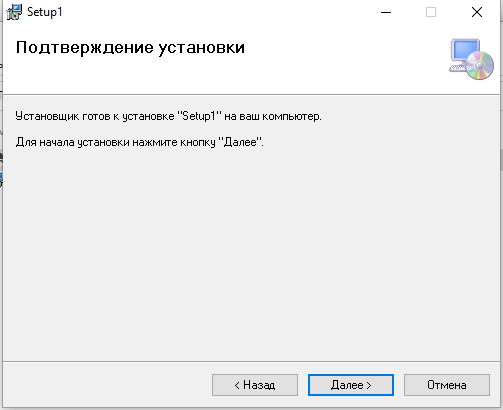 Setup1
Подтверждение установки
Установщик готов к установке "Setup1" на ваш компьютер.
Для начала установки нажмите кнопку "Далее".
< Назад
Далее >
Отмена